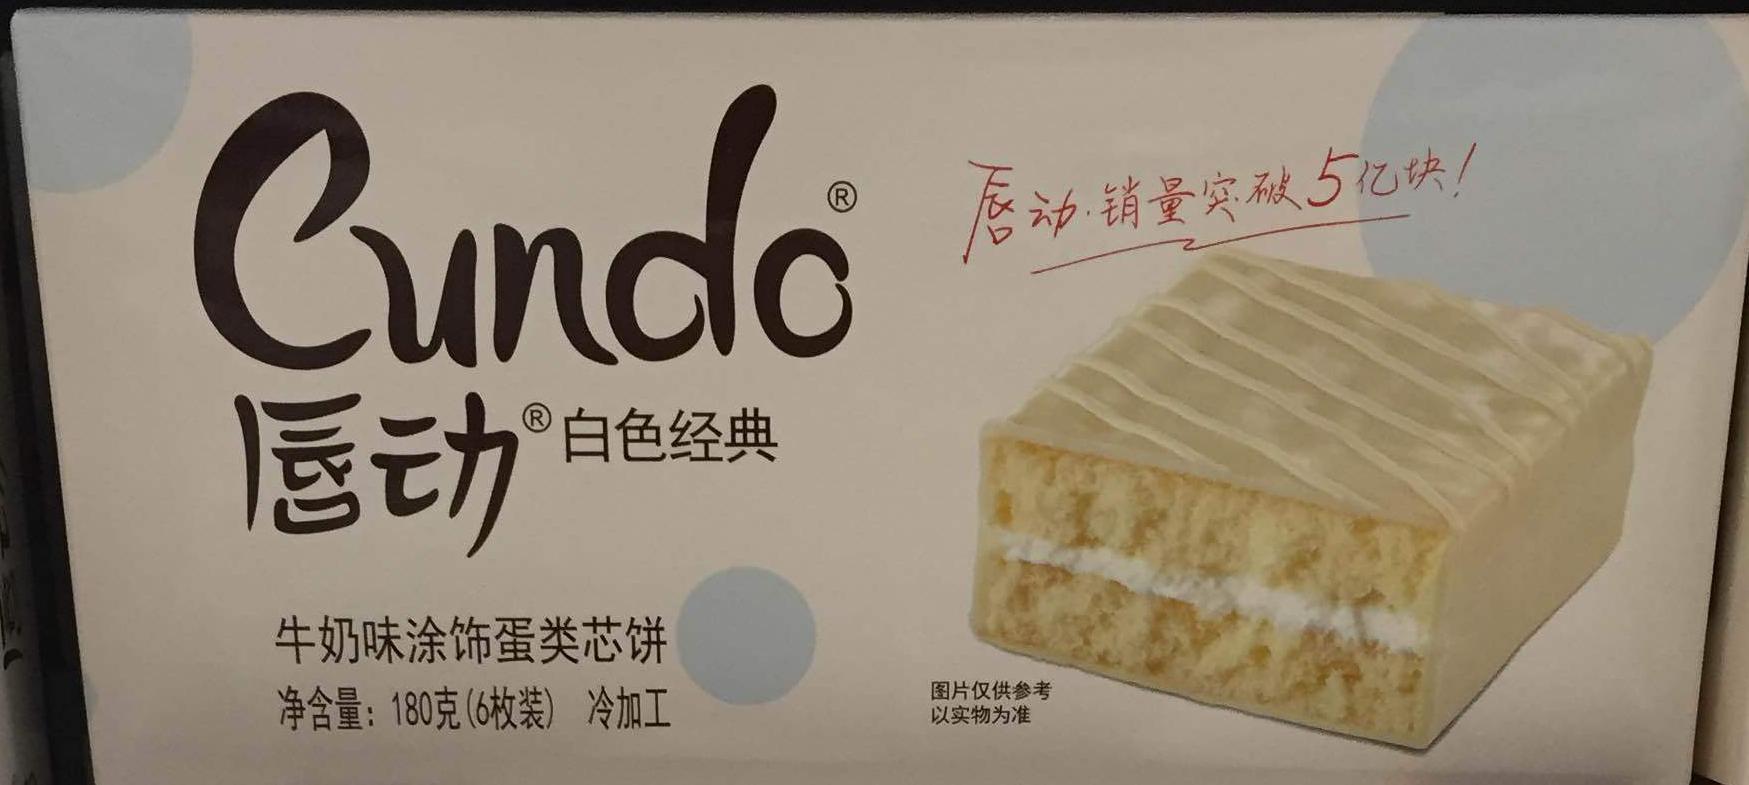 Cundo®
唇动®白色经典
唇动·销量突破5亿块!
牛奶味涂饰蛋类芯饼
净含量：180克(6枚装) 冷加工
图片仅供参考
以实物为准